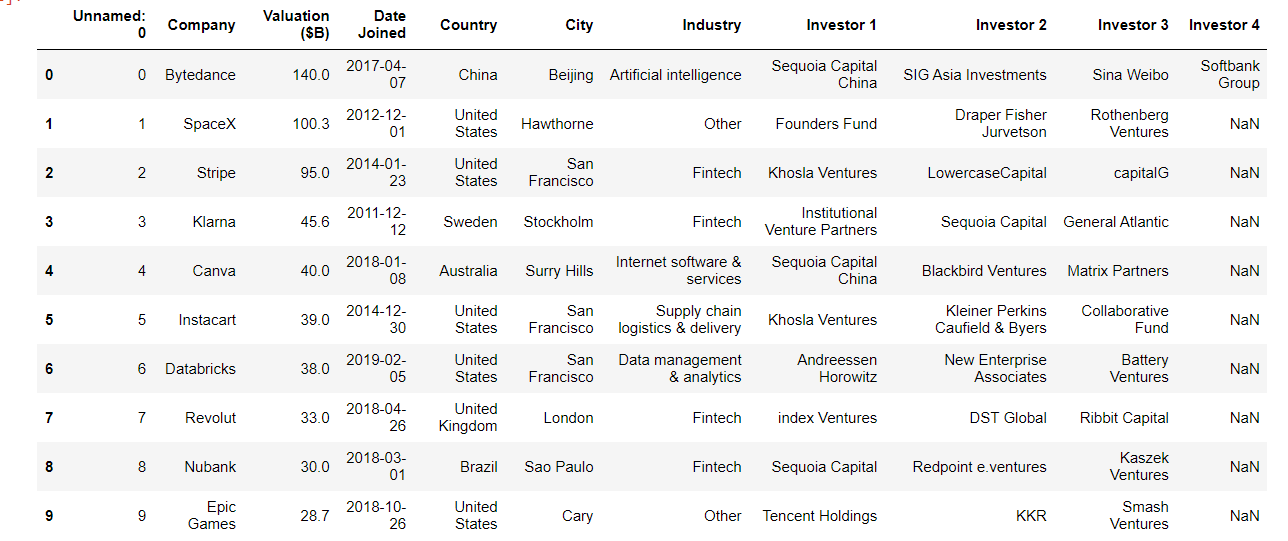 Unnamed: 0 Company Valuation ($B) Date Joined Country City Industry Investor 1 Investor 2 Investor 3 Investor 4
0 0 Bytedance 140.0 2017-04-07 China Beijing Artificial intelligence Sequoia Capital China SIG Asia Investments Sina Weibo Softbank Group
1 1 SpaceX 100.3 2012-12-01 United States Hawthorne Other Founders Fund Draper Fisher Jurvetson Rothenberg Ventures NaN
2 2 Stripe 95.0 2014-01-23 United States San Francisco Fintech Khosla Ventures LowercaseCapital capitalG NaN
3 3 Klarna 45.6 2011-12-12 Sweden Stockholm Fintech Institutional Venture Partners Sequoia Capital General Atlantic NaN
4 4 Canva 40.0 2018-01-08 Australia Surry Hills Internet software & services Sequoia Capital China Blackbird Ventures Matrix Partners NaN
5 5 Instacart 39.0 2014-12-30 United States San Francisco Supply chain logistics & delivery Khosla Ventures Kleiner Perkins Caufield & Byers Collaborative Fund NaN
6 6 Databricks 38.0 2019-02-05 United States San Francisco Data management & analytics Andreessen Horowitz New Enterprise Associates Battery Ventures NaN
7 7 Revolut 33.0 2018-04-26 United Kingdom London Fintech index Ventures DST Global Ribbit Capital NaN
8 8 Nubank 30.0 2018-03-01 Brazil Sao Paulo Fintech Sequoia Capital Redpoint e.ventures Kaszek Ventures NaN
9 9 Epic Games 28.7 2018-10-26 United States Cary Other Tencent Holdings KKR Smash Ventures NaN